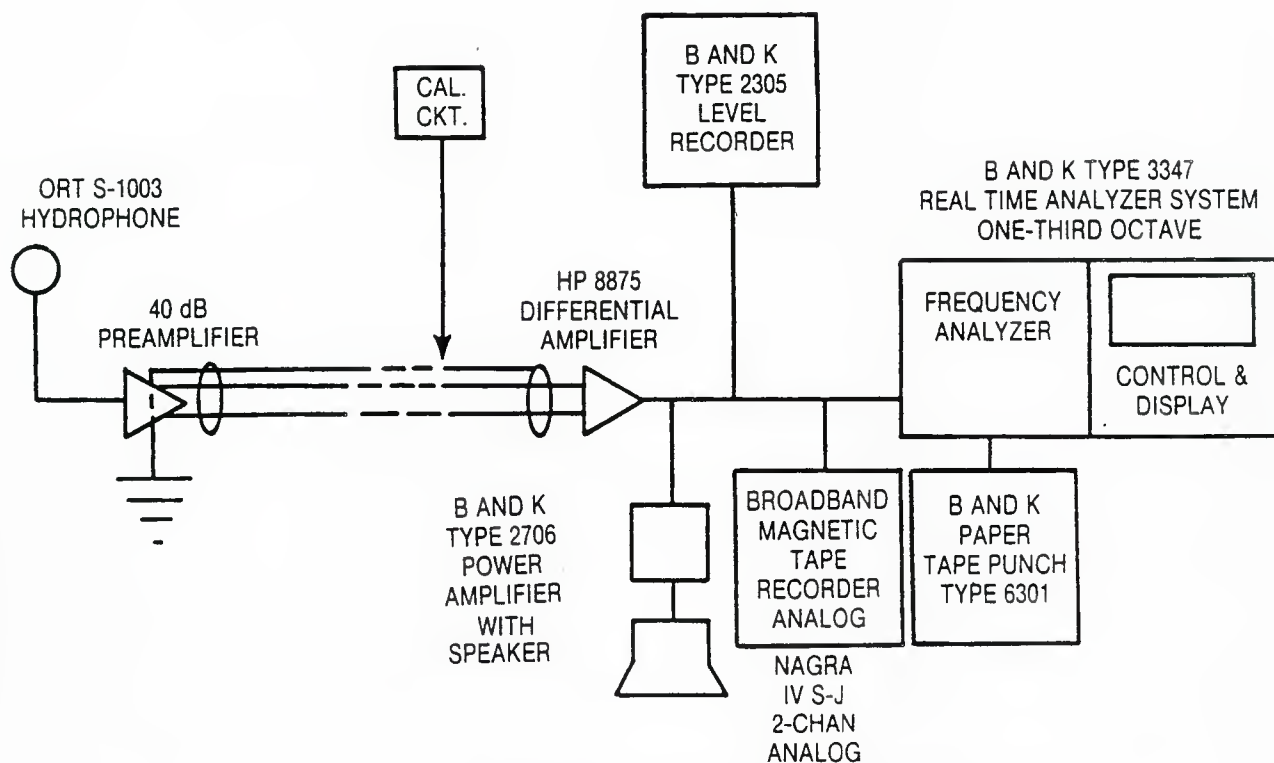 B AND K
TYPE 2305
LEVEL
RECORDER
CAL.
CKT.
B AND K TYPE 3347
REAL TIME ANALYZER SYSTEM
ONE-THIRD OCTAVE
ORT S-1003
HYDROPHONE
40 dB
PREAMPLIFIER
HP 8875
DIFFERENTIAL
AMPLIFIER
FREQUENCY
ANALYZER
CONTROL &
DISPLAY
B AND K
TYPE 2706
POWER
AMPLIFIER
WITH
SPEAKER
BROADBAND
MAGNETIC
TAPE
RECORDER
ANALOG
NAGRA
IV S-J
2-CHAN
ANALOG
B AND K
PAPER
TAPE PUNCH
TYPE 6301